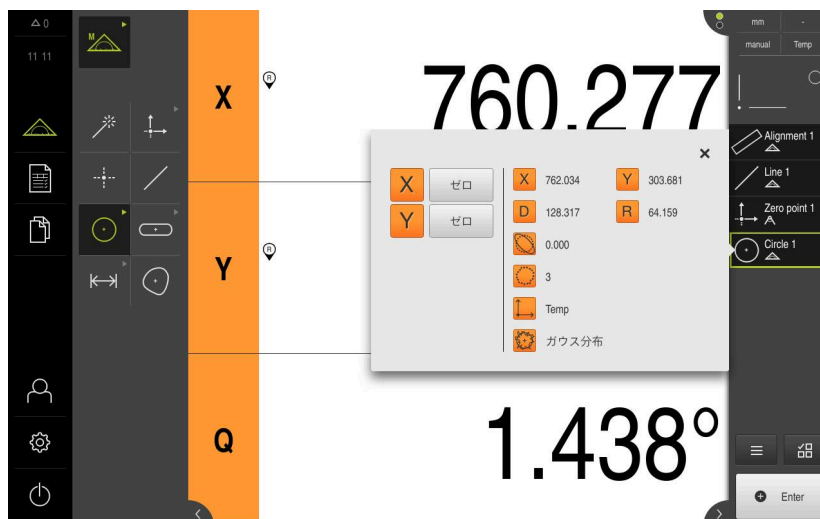 0
11 11
M
X
R
760.277
Y
R
Q
1.438°
X
ゼロ
Y
ゼロ
X 762.034 Y 303.681
D 128.317 R 64.159
0.000
3
Temp
ガウス分布
mm -
manual Temp
Alignment 1
Line 1
Zero point 1
Circle 1
Enter